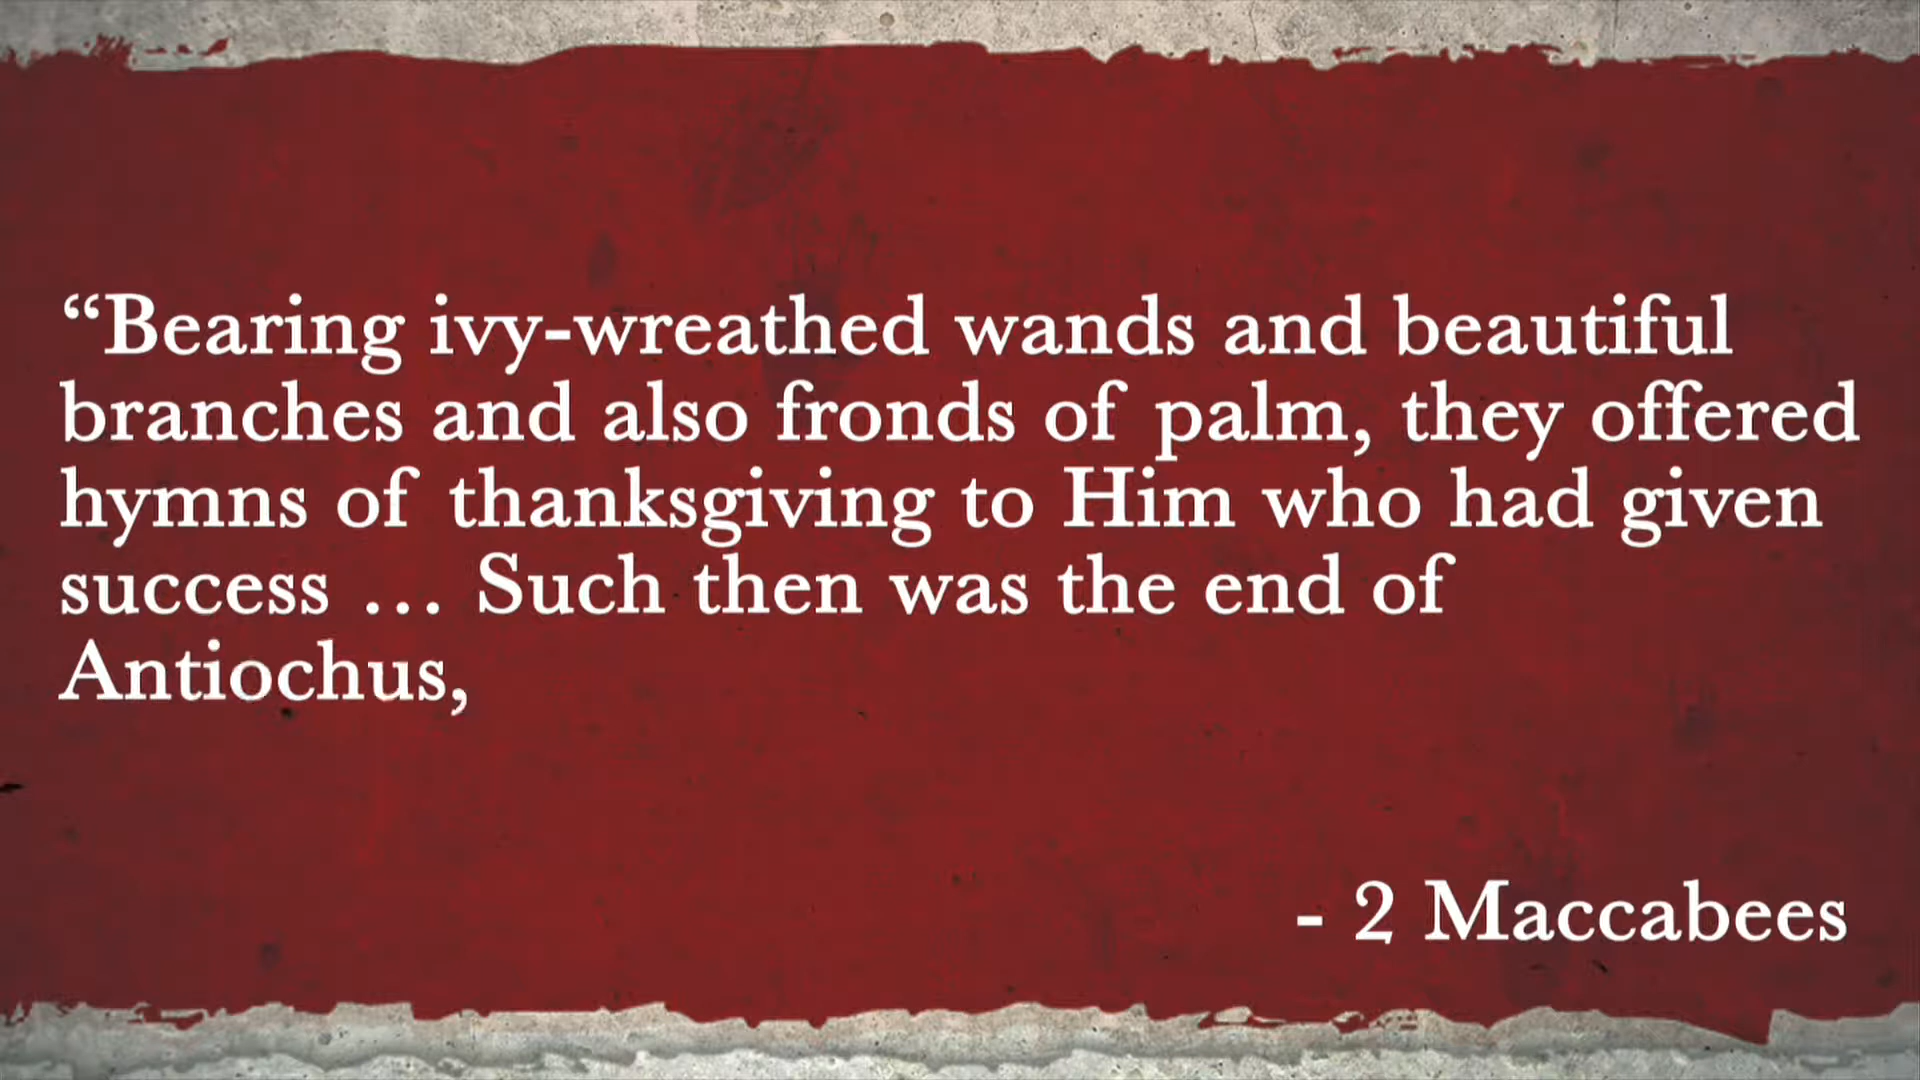 “Bearing ivy-wreathed wands and beautiful
branches and also fronds of palm, they offered
hymns of thanksgiving to Him who had given
success … Such then was the end of
Antiochus,
- 2 Maccabees